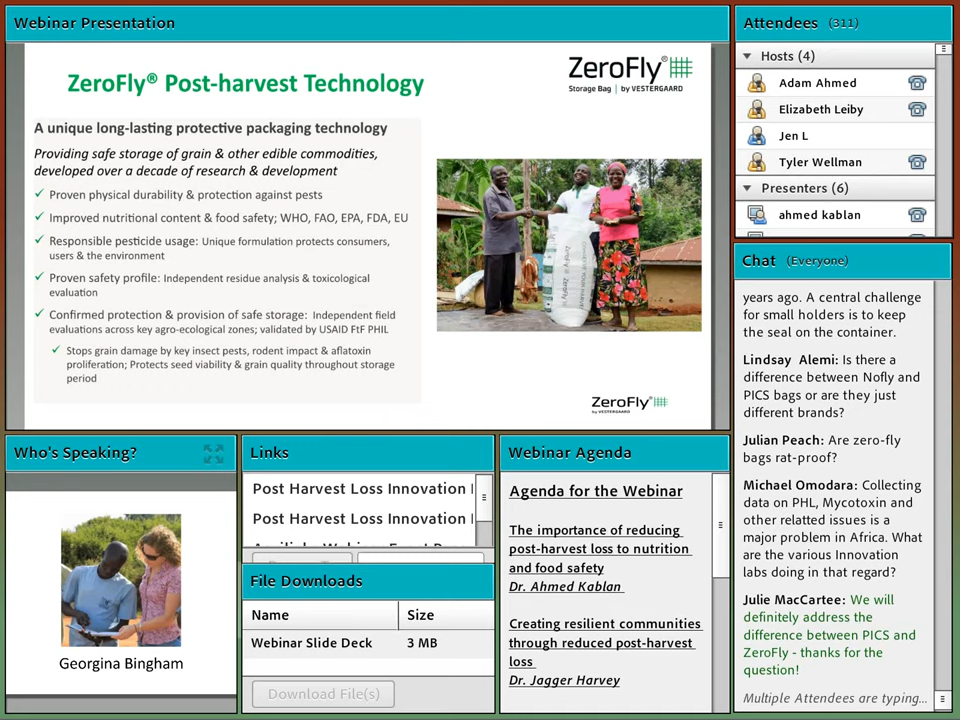 Webinar Presentation
ZeroFly® Post-harvest Technology
ZeroFly®
Storage Bag | by VESTERGAARD
A unique long-lasting protective packaging technology
Providing safe storage of grain & other edible commodities,
developed over a decade of research & development
✓ Proven physical durability & protection against pests
✓ Improved nutritional content & food safety; WHO, FAO, EPA, FDA, EU
✓ Responsible pesticide usage: Unique formulation protects consumers,
users & the environment
✓ Proven safety profile: Independent residue analysis & toxicological
evaluation
✓ Confirmed protection & provision of safe storage: Independent field
evaluations across key agro-ecological zones; validated by USAID FtF PHIL
✓ Stops grain damage by key insect pests, rodent impact & aflatoxin
proliferation; Protects seed viability & grain quality throughout storage
period
ZeroFly
by VESTERGAARD
Attendees (311)
Hosts (4)
Adam Ahmed
Elizabeth Leiby
Jen L
Tyler Wellman
Presenters (6)
ahmed kablan
Chat (Everyone)
years ago. A central challenge
for small holders is to keep
the seal on the container.
Lindsay Alemi: Is there a
difference between Nofly and
PICS bags or are they just
different brands?
Julian Peach: Are zero-fly
bags rat-proof?
Michael Omodara: Collecting
data on PHL, Mycotoxin and
other relatted issues is a
major problem in Africa. What
are the various Innovation
labs doing in that regard?
Julie MacCartee: We will
definitely address the
difference between PICS and
ZeroFly - thanks for the
question!
Multiple Attendees are typing...
Who's Speaking?
Georgina Bingham
Links
Post Harvest Loss Innovation
Post Harvest Loss Innovation
File Downloads
Name Size
Webinar Slide Deck 3 MB
Download File(s)
Webinar Agenda
Agenda for the Webinar
The importance of reducing
post-harvest loss to nutrition
and food safety
Dr. Ahmed Kablan
Creating resilient communities
through reduced post-harvest
loss
Dr. Jagger Harvey